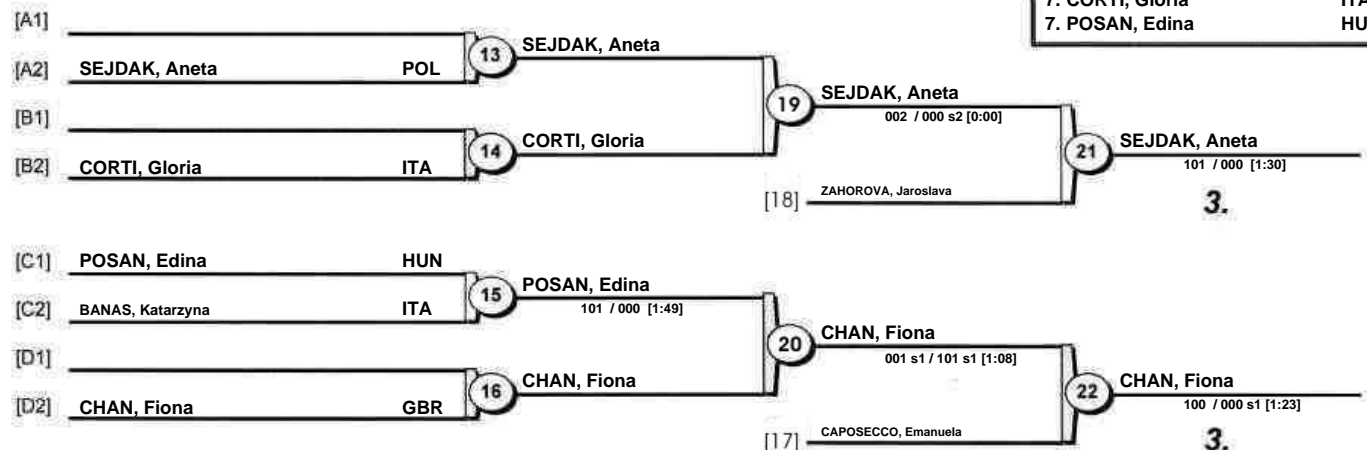 7. CORTI, Gloria ITA
7. POSAN, Edina HUN
[A1]
[A2] SEJDAK, Aneta POL
13 SEJDAK, Aneta
[B1]
[B2] CORTI, Gloria ITA
14 CORTI, Gloria
19 SEJDAK, Aneta
002 / 000 s2 [0:00]
[18] ZAHOROVA, Jaroslava
21 SEJDAK, Aneta
101 / 000 [1:30]
3.
[C1] POSAN, Edina HUN
[C2] BANAS, Katarzyna ITA
15 POSAN, Edina
101 / 000 [1:49]
[D1]
[D2] CHAN, Fiona GBR
16 CHAN, Fiona
20 CHAN, Fiona
001 s1 / 101 s1 [1:08]
[17] CAPOSECCO, Emanuela
22 CHAN, Fiona
100 / 000 s1 [1:23]
3.